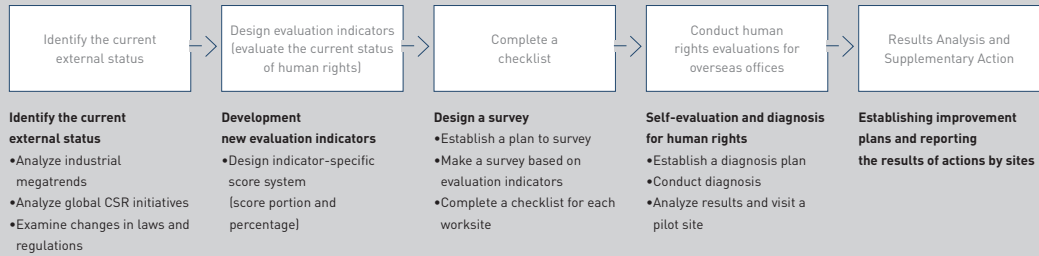 Identify the current
external status
Design evaluation indicators
(evaluate the current status
of human rights)
Complete a
checklist
Conduct human
rights evaluations for
overseas offices
Results Analysis and
Supplementary Action
Identify the current
external status
•Analyze industrial
megatrends
•Analyze global CSR initiatives
•Examine changes in laws and
regulations
Development
new evaluation indicators
•Design indicator-specific
score system
(score portion and
percentage)
Design a survey
•Establish a plan to survey
•Make a survey based on
evaluation indicators
•Complete a checklist for each
worksite
Self-evaluation and diagnosis
for human rights
•Establish a diagnosis plan
•Conduct diagnosis
•Analyze results and visit a
pilot site
Establishing improvement
plans and reporting
the results of actions by sites